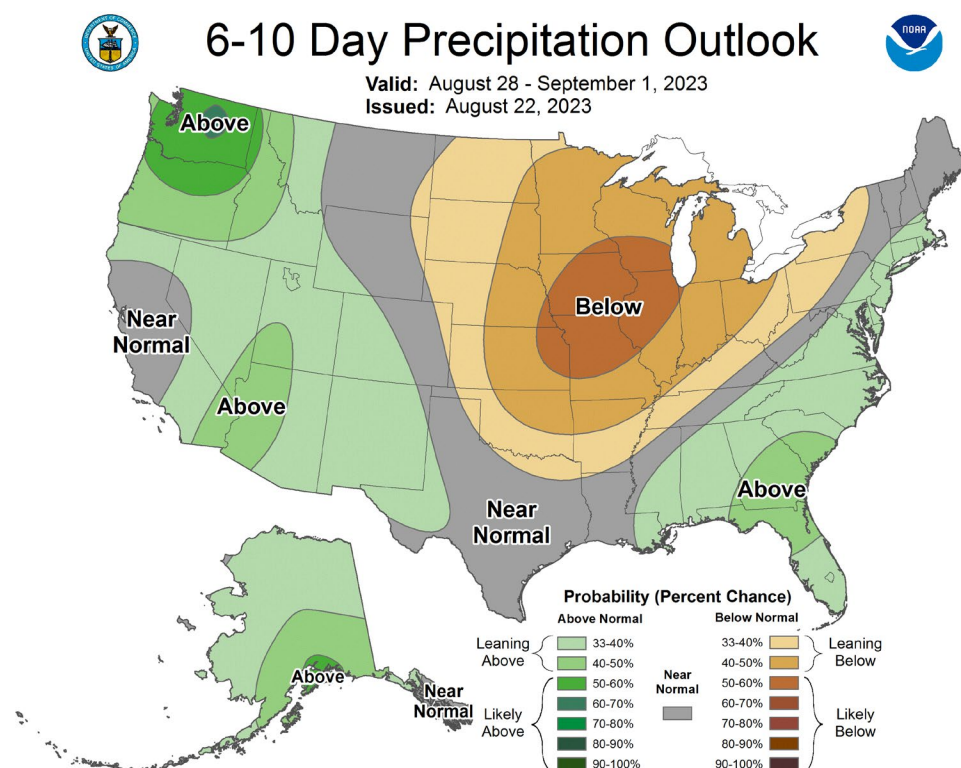 6-10 Day Precipitation Outlook
NOAA
Valid: August 28 - September 1, 2023
Issued: August 22, 2023
Above
Near
Normal
Below
Above
Above
Near
Normal
Above
Near
Normal
Probability (Percent Chance)
Above Normal
Below Normal
Leaning
Above
33-40%
40-50%
Likely
Above
50-60%
60-70%
70-80%
80-90%
90-100%
Near
Normal
33-40%
40-50%
Leaning
Below
50-60%
60-70%
70-80%
80-90%
90-100%
Likely
Below